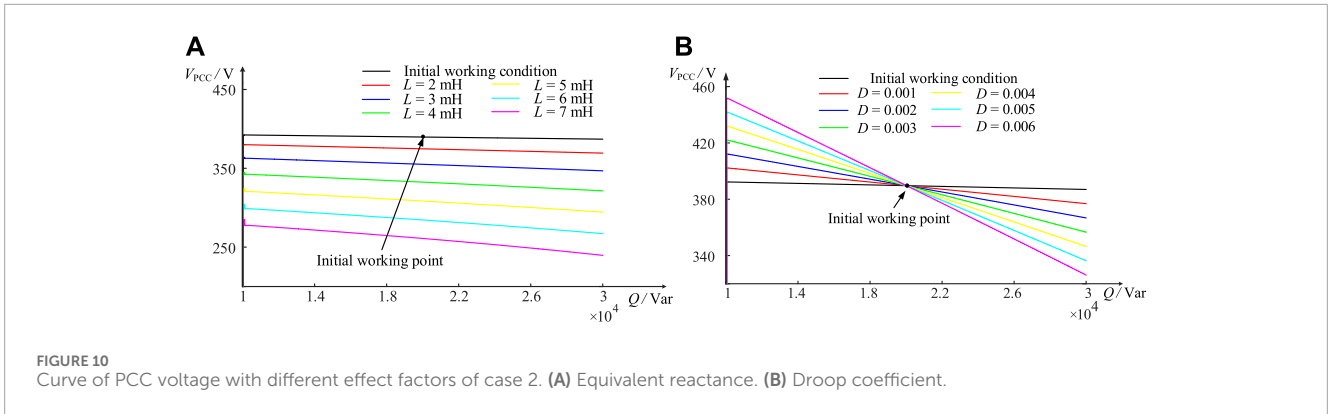 A
V_PCC / V
Initial working condition
L = 2 mH
L = 3 mH
L = 4 mH
L = 5 mH
L = 6 mH
L = 7 mH
450
350
250
Initial working point
1 1.4 1.8 2.2 2.6 3 Q / Var
×10^4
B
V_PCC / V
Initial working condition
D = 0.001
D = 0.002
D = 0.003
D = 0.004
D = 0.005
D = 0.006
460
420
380
340
Initial working point
1 1.4 1.8 2.2 2.6 3 Q / Var
×10^4
FIGURE 10
Curve of PCC voltage with different effect factors of case 2. (A) Equivalent reactance. (B) Droop coefficient.